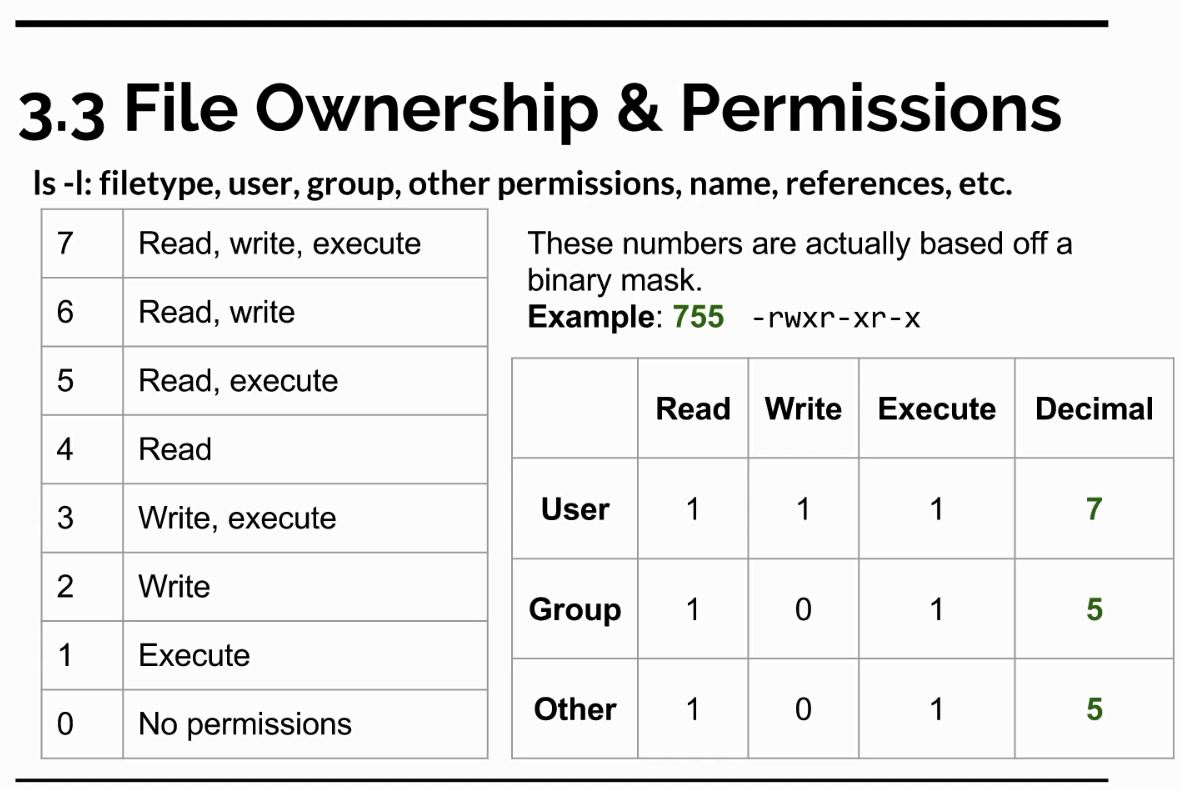 3.3 File Ownership & Permissions
ls -l: filetype, user, group, other permissions, name, references, etc.
7 Read, write, execute
6 Read, write
5 Read, execute
4 Read
3 Write, execute
2 Write
1 Execute
0 No permissions
These numbers are actually based off a
binary mask.
Example: 755 -rwxr-xr-x
Read Write Execute Decimal
User 1 1 1 7
Group 1 0 1 5
Other 1 0 1 5